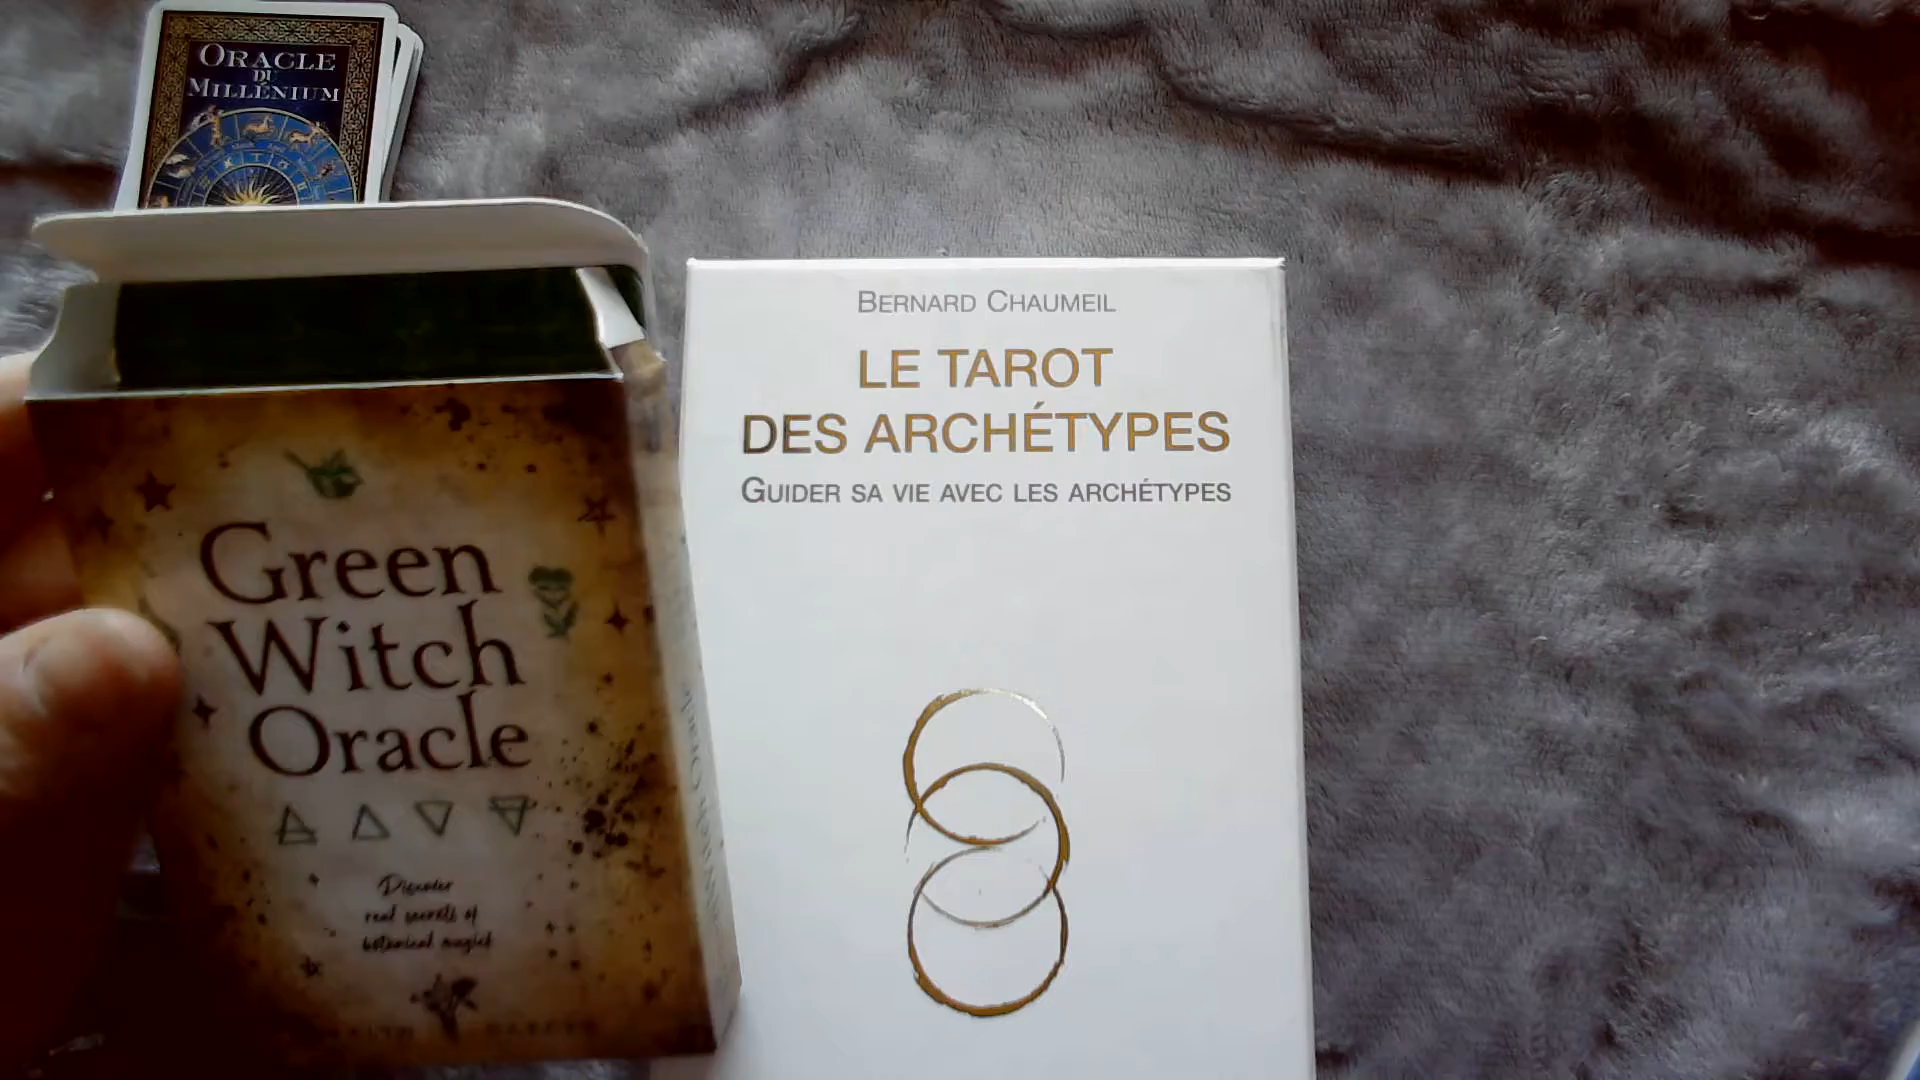 ORACLE
DU
MILLÉNIUM
BERNARD CHAUMEIL
LE TAROT
DES ARCHÉTYPES
GUIDER SA VIE AVEC LES ARCHÉTYPES
Green
Witch
Oracle
Discover
real secrets of
botanical magick